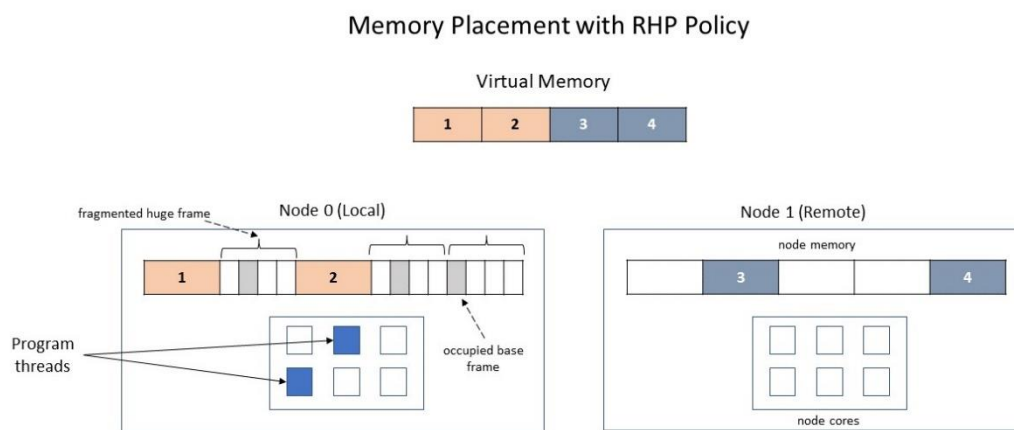 Memory Placement with RHP Policy
Virtual Memory
1 2 3 4
fragmented huge frame
Node 0 (Local)
Node 1 (Remote)
node memory
1 2
3 4
Program
threads
occupied base
frame
node cores